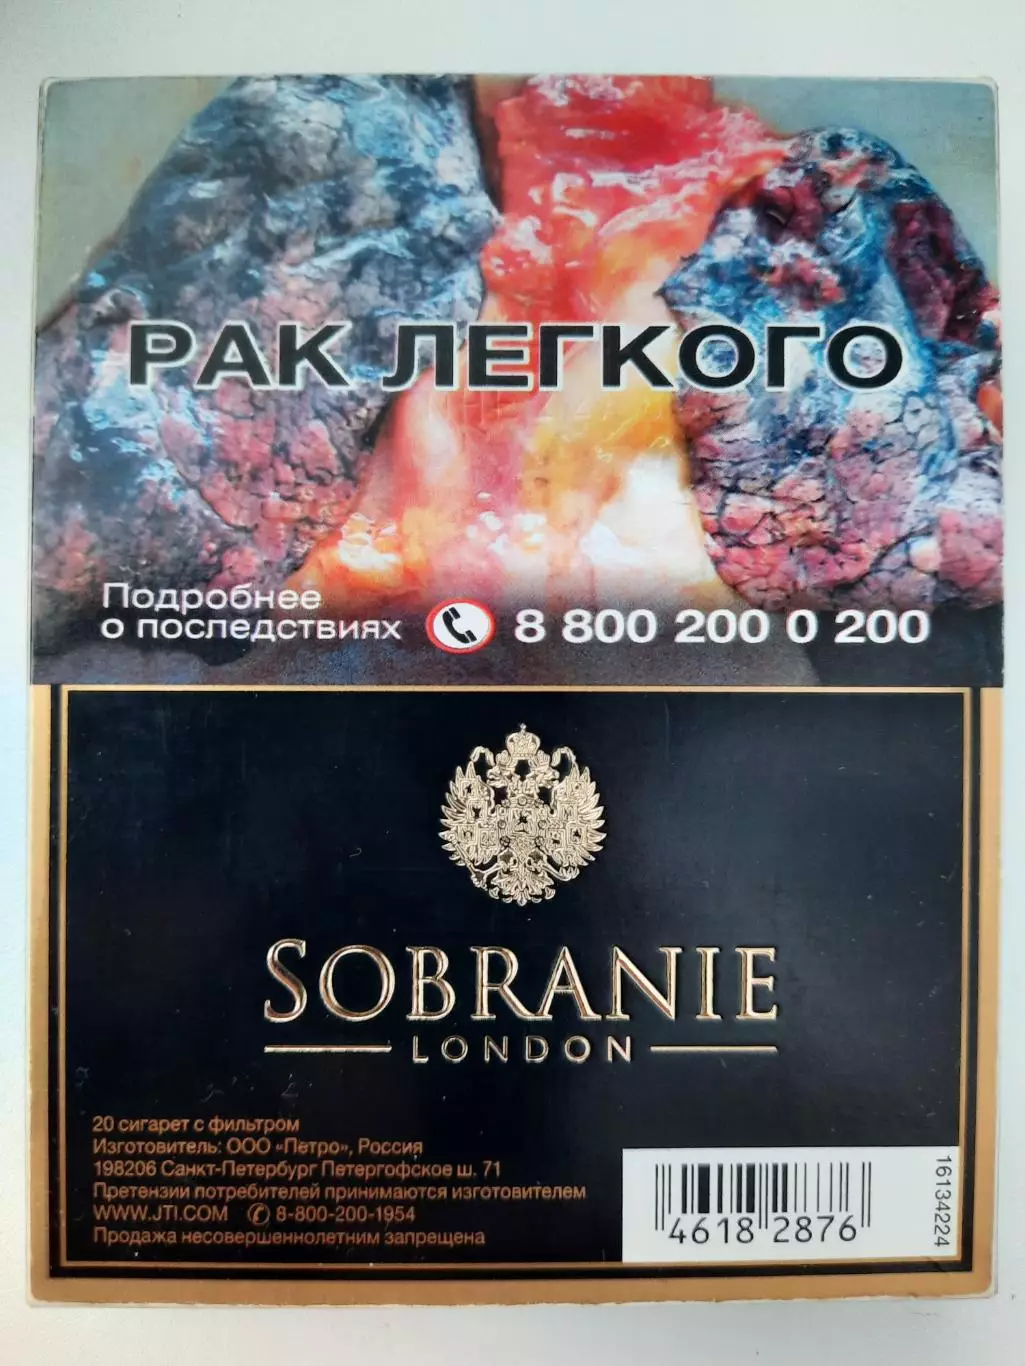 РАК ЛЕГКОГО
Подробнее
о последствиях 8 800 200 0 200
SOBRANIE
LONDON
20 сигарет с фильтром
Изготовитель: ООО «Петро», Россия
198206 Санкт-Петербург Петергофское ш. 71
Претензии потребителей принимаются изготовителем
WWW.JTI.COM 8-800-200-1954
Продажа несовершеннолетним запрещена
4618 2876
16134224